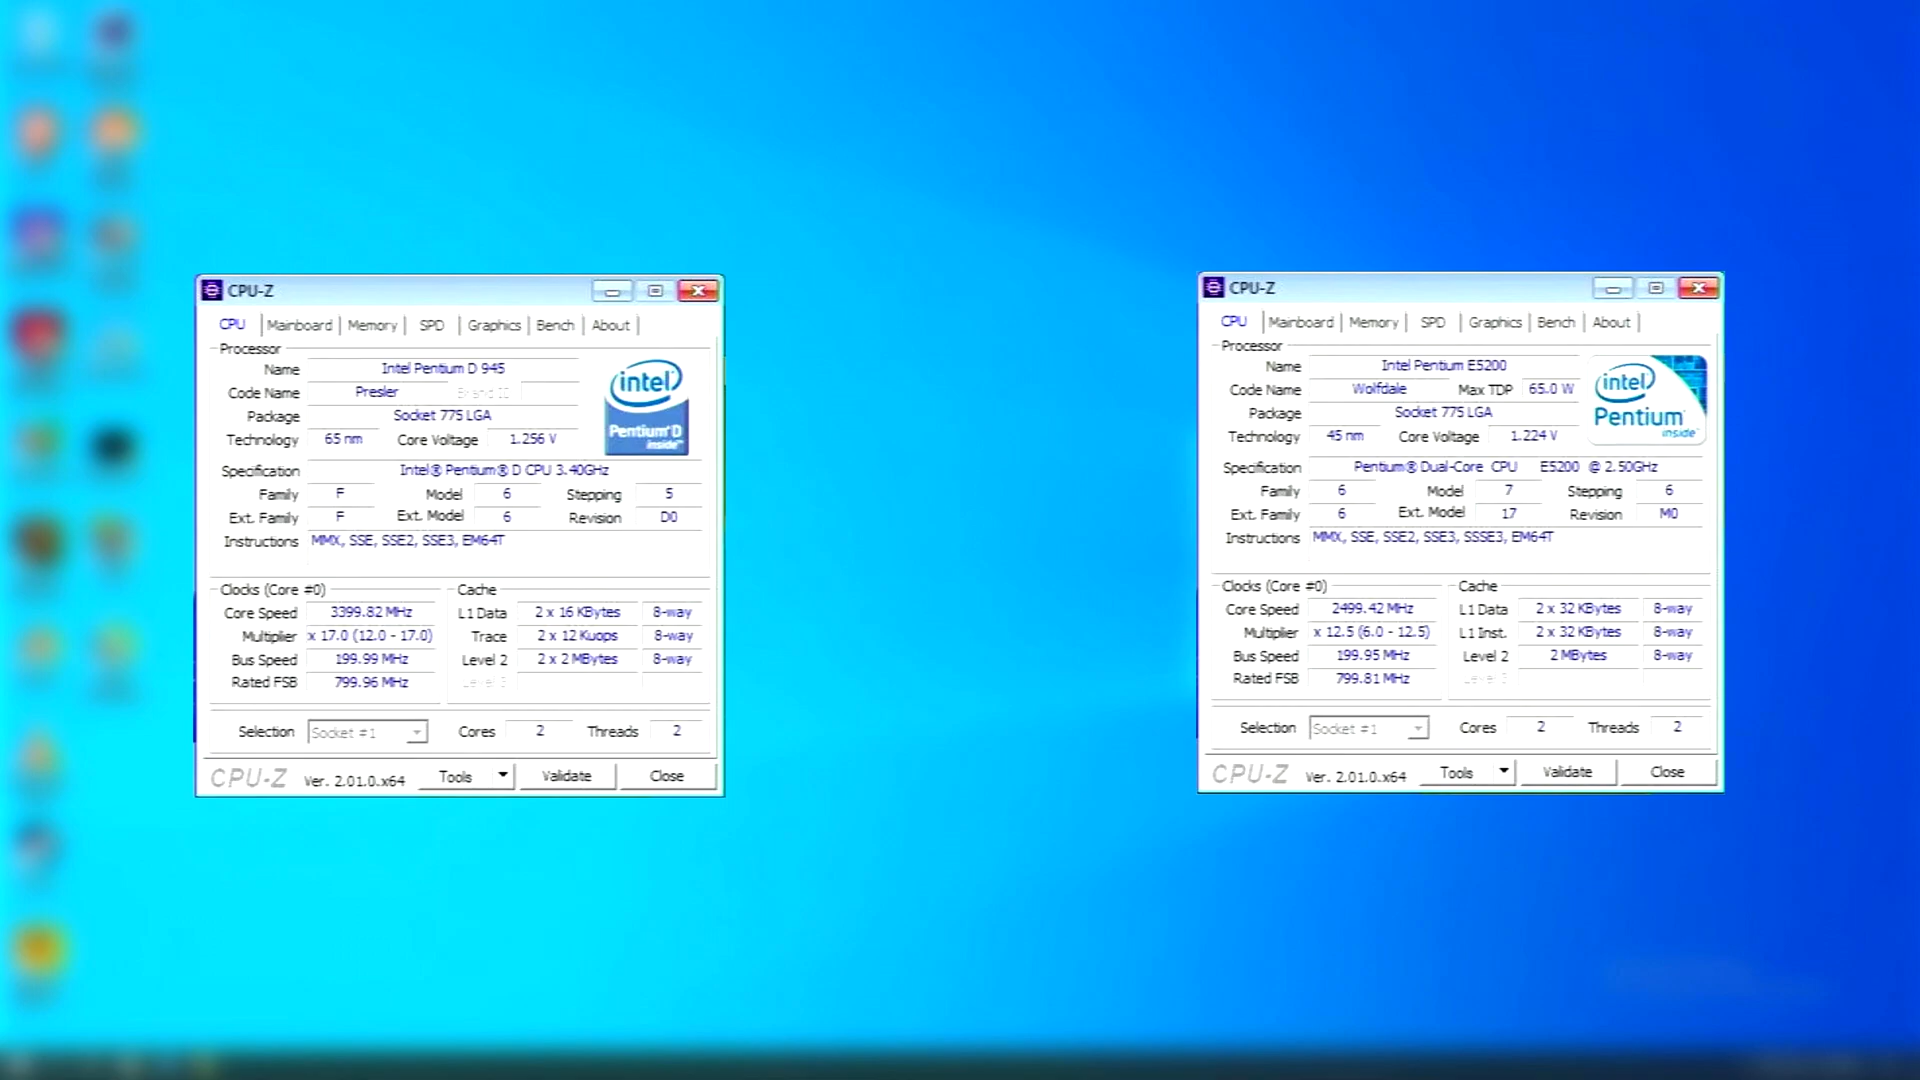 CPU-Z
CPU Mainboard Memory SPD Graphics Bench About
Processor
Name Intel Pentium D 945
Code Name Presler
Package Socket 775 LGA
Technology 65 nm Core Voltage 1.256 V
intel
Pentium® D
inside™
Specification Intel® Pentium® D CPU 3.40GHz
Family F Model 6 Stepping 5
Ext. Family F Ext. Model 6 Revision D0
Instructions MMX, SSE, SSE2, SSE3, EM64T
Clocks (Core #0)
Core Speed 3399.82 MHz
Multiplier x 17.0 (12.0 - 17.0)
Bus Speed 199.99 MHz
Rated FSB 799.96 MHz
Cache
L1 Data 2 x 16 KBytes 8-way
Trace 2 x 12 Kuops 8-way
Level 2 2 x 2 MBytes 8-way
Level 3
Selection Socket #1 Cores 2 Threads 2
CPU-Z Ver. 2.01.0.x64 Tools Validate Close
CPU-Z
CPU Mainboard Memory SPD Graphics Bench About
Processor
Name Intel Pentium E5200
Code Name Wolfdale Max TDP 65.0 W
Package Socket 775 LGA
Technology 45 nm Core Voltage 1.224 V
intel
Pentium®
inside™
Specification Pentium® Dual-Core CPU E5200 @ 2.50GHz
Family 6 Model 7 Stepping 6
Ext. Family 6 Ext. Model 17 Revision M0
Instructions MMX, SSE, SSE2, SSE3, SSSE3, EM64T
Clocks (Core #0)
Core Speed 2499.42 MHz
Multiplier x 12.5 (6.0 - 12.5)
Bus Speed 199.95 MHz
Rated FSB 799.81 MHz
Cache
L1 Data 2 x 32 KBytes 8-way
L1 Inst. 2 x 32 KBytes 8-way
Level 2 2 MBytes 8-way
Level 3
Selection Socket #1 Cores 2 Threads 2
CPU-Z Ver. 2.01.0.x64 Tools Validate Close